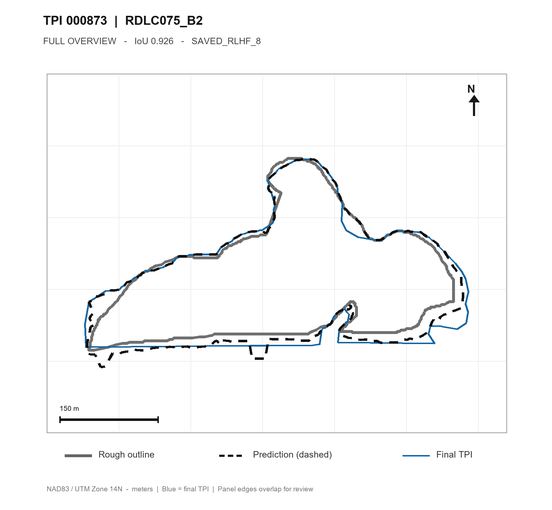 TPI 000873 | RDLC075_B2
FULL OVERVIEW - IoU 0.926 - SAVED_RLHF_8
N
150 m
Rough outline Prediction (dashed) Final TPI
NAD83 / UTM Zone 14N - meters | Blue = final TPI | Panel edges overlap for review